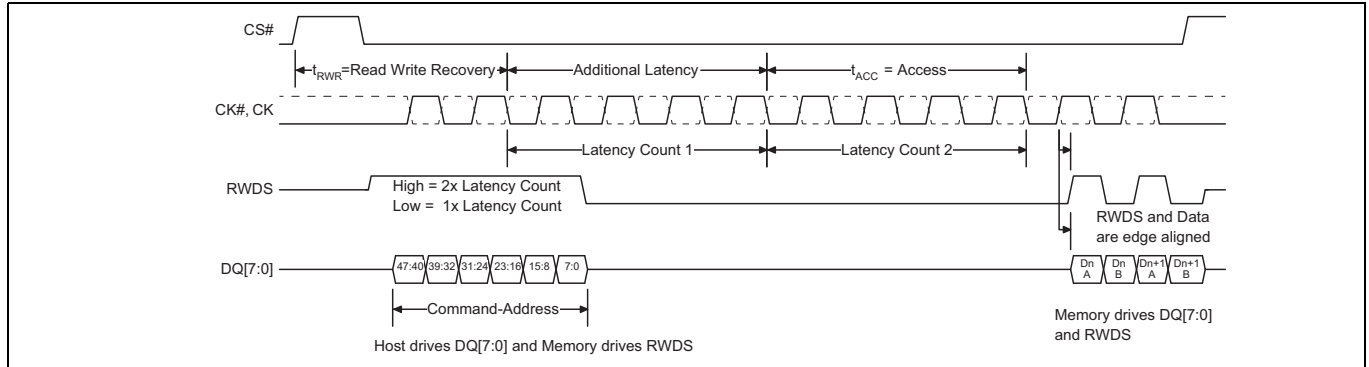 CS#
tRWR=Read Write Recovery
Additional Latency
tACC = Access
CK#, CK
Latency Count 1
Latency Count 2
RWDS
High = 2x Latency Count
Low = 1x Latency Count
RWDS and Data
are edge aligned
DQ[7:0]
47:40 39:32 31:24 23:16 15:8 7:0
Dn A
Dn B
Dn+1 A
Dn+1 B
Command-Address
Memory drives DQ[7:0]
and RWDS
Host drives DQ[7:0] and Memory drives RWDS